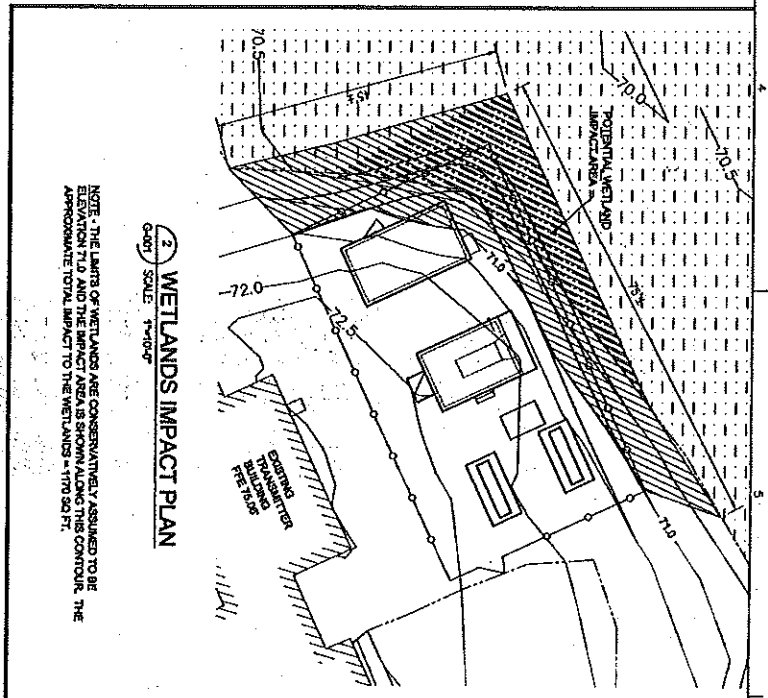 4
5
70.0
70.5
70.5
POTENTIAL WETLAND
IMPACT AREA
45'±
75'±
71.0
71.0
72.0
72.5
EXISTING
TRANSMITTER
BUILDING
FFE 75.06'
2 WETLANDS IMPACT PLAN
G-001 SCALE: 1"=10'-0"
NOTE - THE LIMITS OF WETLANDS ARE CONSERVATIVELY ASSUMED TO BE
ELEVATION 71.0 AND THE IMPACT AREA IS SHOWN ALONG THIS CONTOUR. THE
APPROXIMATE TOTAL IMPACT TO THE WETLANDS = 1170 SQ FT.